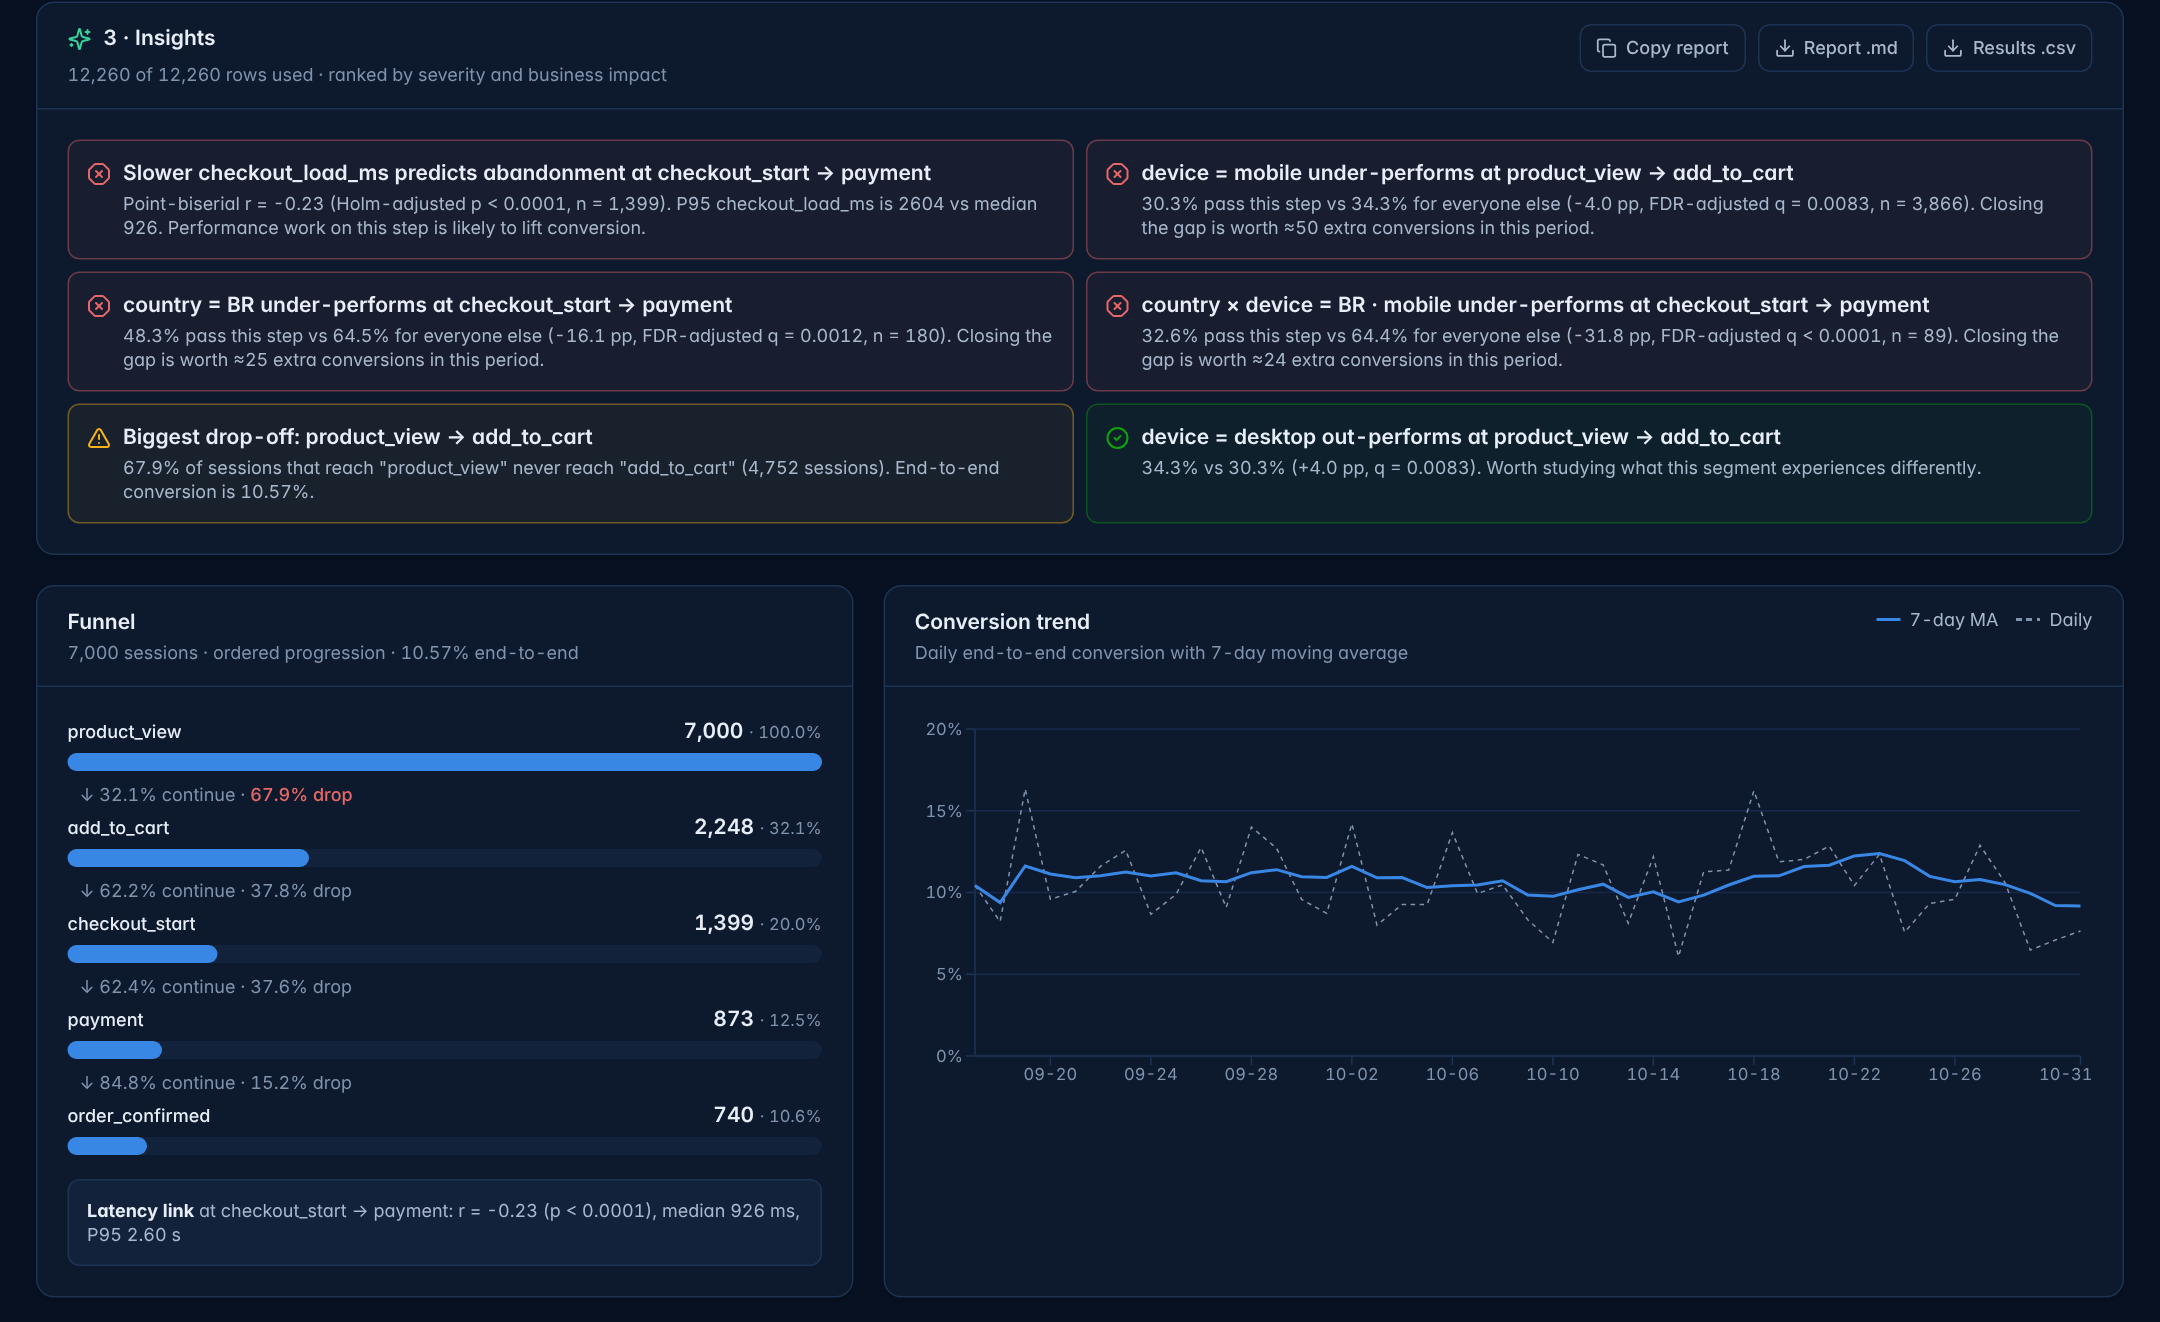 3 · Insights
12,260 of 12,260 rows used · ranked by severity and business impact
Copy report
Report .md
Results .csv
Slower checkout_load_ms predicts abandonment at checkout_start → payment
Point-biserial r = -0.23 (Holm-adjusted p < 0.0001, n = 1,399). P95 checkout_load_ms is 2604 vs median
926. Performance work on this step is likely to lift conversion.
device = mobile under-performs at product_view → add_to_cart
30.3% pass this step vs 34.3% for everyone else (-4.0 pp, FDR-adjusted q = 0.0083, n = 3,866). Closing
the gap is worth ≈50 extra conversions in this period.
country = BR under-performs at checkout_start → payment
48.3% pass this step vs 64.5% for everyone else (-16.1 pp, FDR-adjusted q = 0.0012, n = 180). Closing the
gap is worth ≈25 extra conversions in this period.
country × device = BR · mobile under-performs at checkout_start → payment
32.6% pass this step vs 64.4% for everyone else (-31.8 pp, FDR-adjusted q < 0.0001, n = 89). Closing the
gap is worth ≈24 extra conversions in this period.
Biggest drop-off: product_view → add_to_cart
67.9% of sessions that reach "product_view" never reach "add_to_cart" (4,752 sessions). End-to-end
conversion is 10.57%.
device = desktop out-performs at product_view → add_to_cart
34.3% vs 30.3% (+4.0 pp, q = 0.0083). Worth studying what this segment experiences differently.
Funnel
7,000 sessions · ordered progression · 10.57% end-to-end
product_view
7,000 · 100.0%
↓ 32.1% continue · 67.9% drop
add_to_cart
2,248 · 32.1%
↓ 62.2% continue · 37.8% drop
checkout_start
1,399 · 20.0%
↓ 62.4% continue · 37.6% drop
payment
873 · 12.5%
↓ 84.8% continue · 15.2% drop
order_confirmed
740 · 10.6%
Latency link at checkout_start → payment: r = -0.23 (p < 0.0001), median 926 ms,
P95 2.60 s
Conversion trend
Daily end-to-end conversion with 7-day moving average
7-day MA
Daily
20%
15%
10%
5%
0%
09-20
09-24
09-28
10-02
10-06
10-10
10-14
10-18
10-22
10-26
10-31